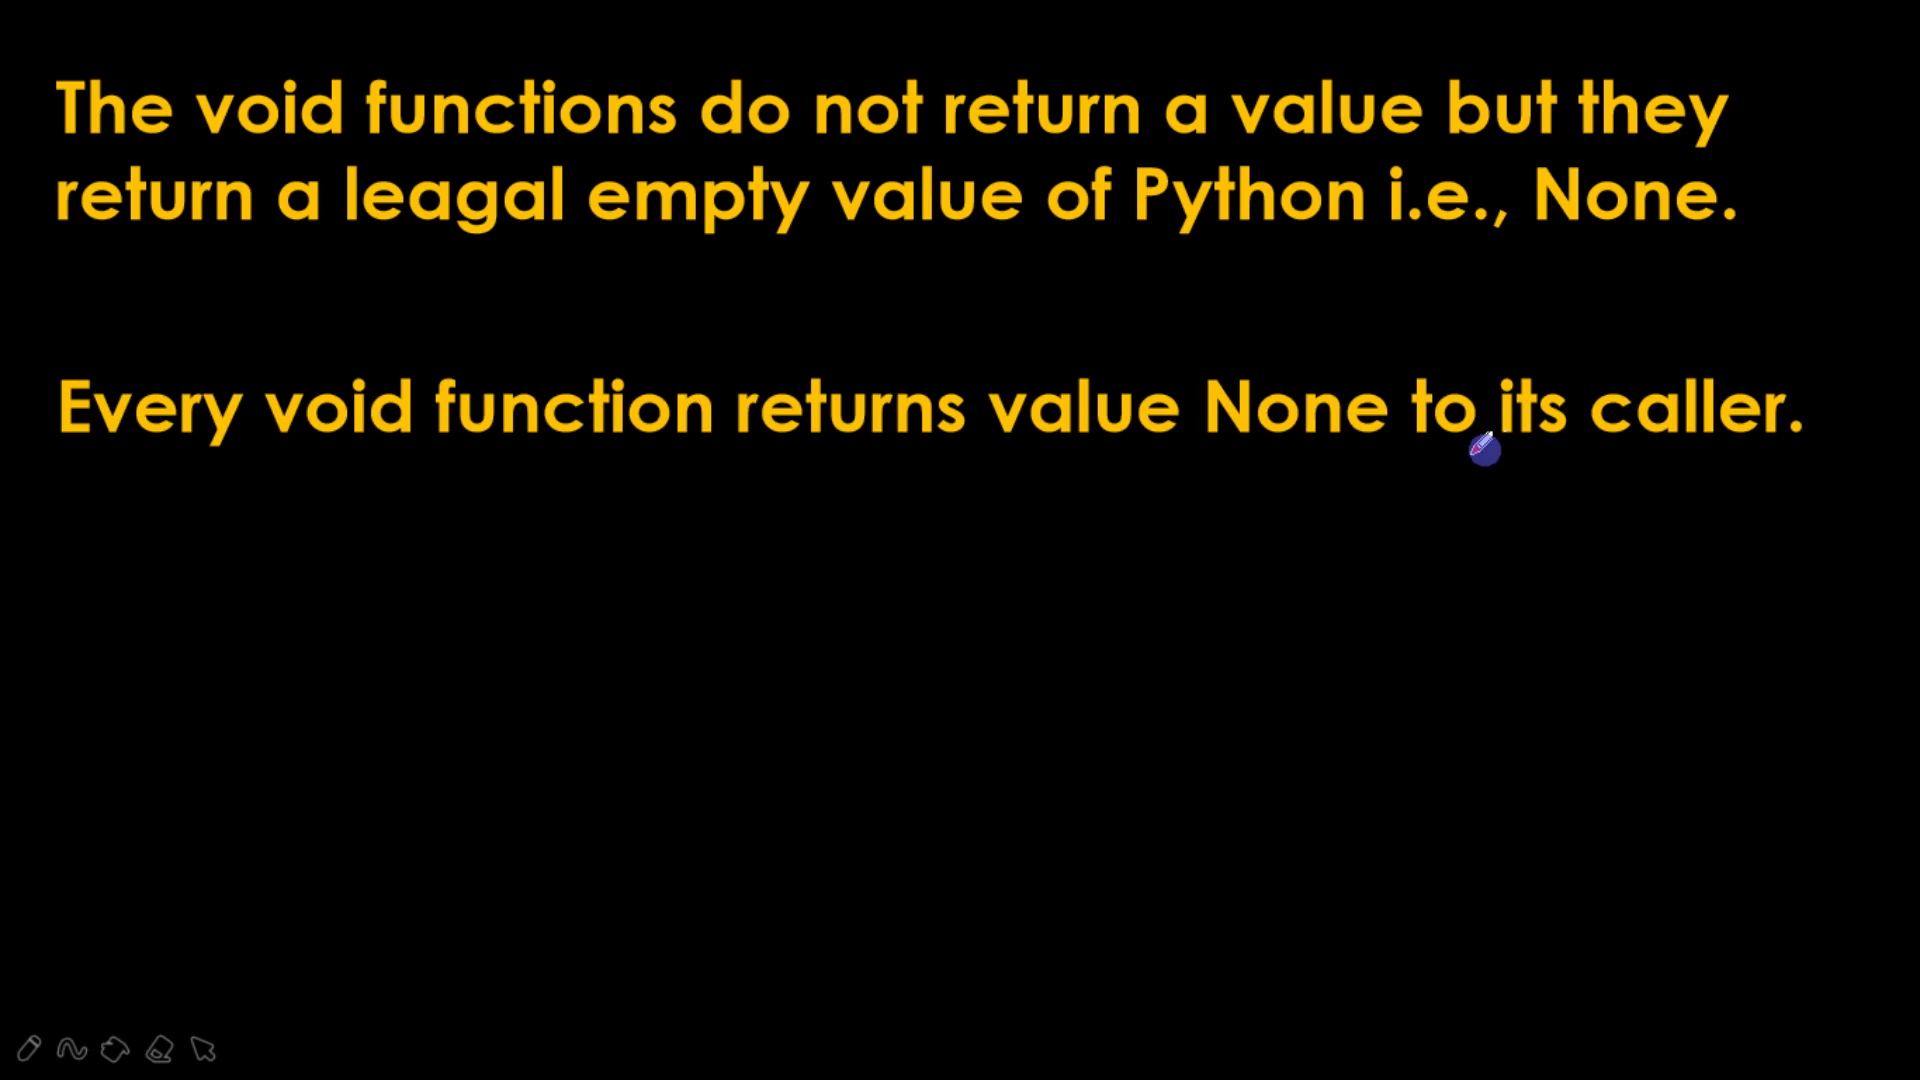 The void functions do not return a value but they
return a leagal empty value of Python i.e., None.
Every void function returns value None to its caller.